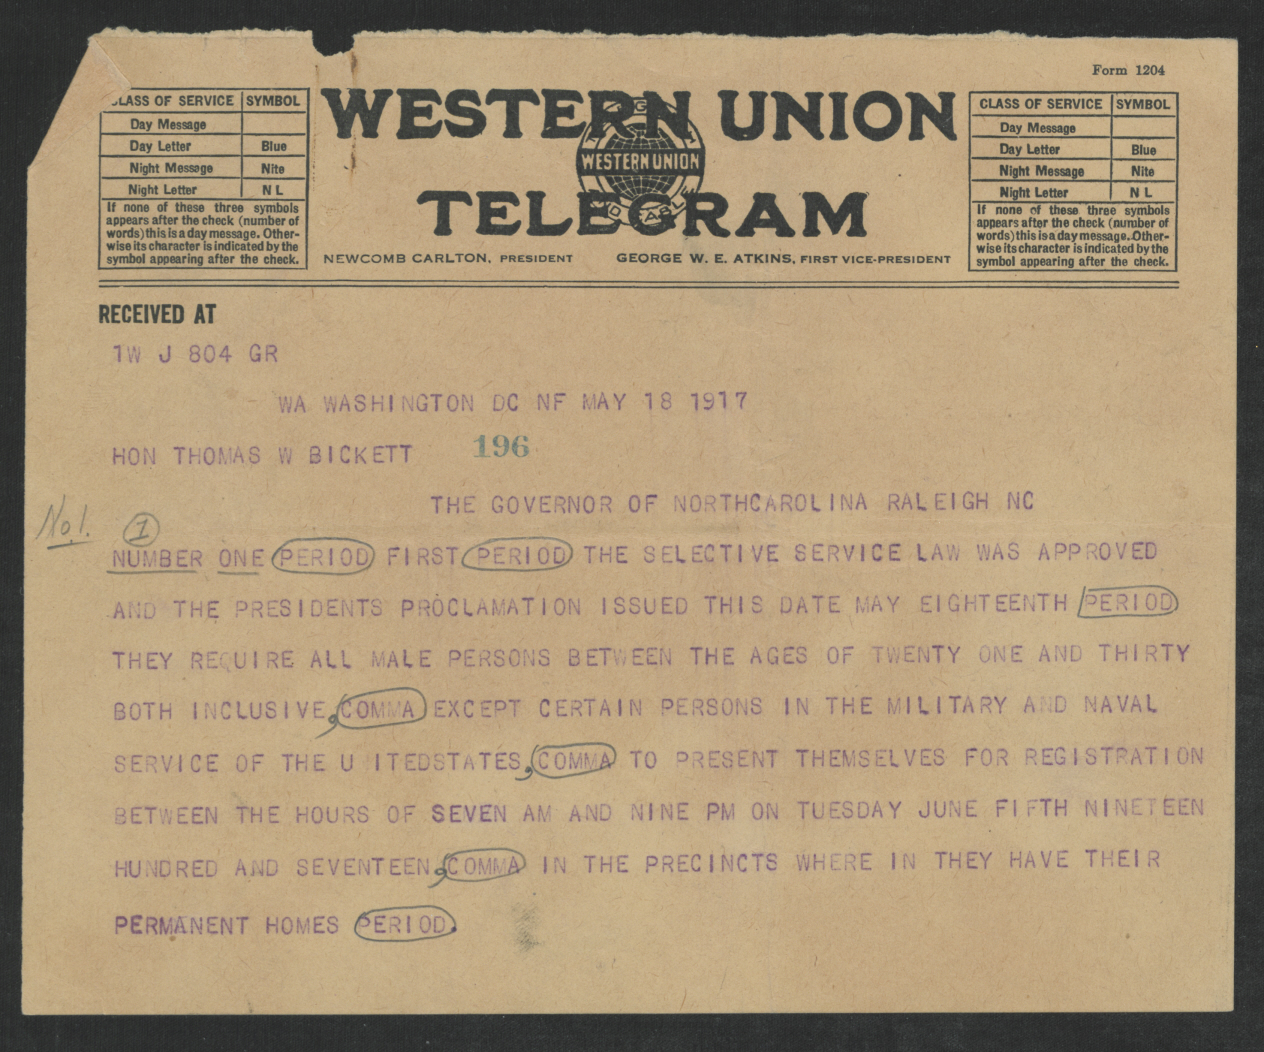 Form 1204
CLASS OF SERVICE SYMBOL
Day Message
Day Letter Blue
Night Message Nite
Night Letter N L
If none of these three symbols
appears after the check (number of
words) this is a day message. Other-
wise its character is indicated by the
symbol appearing after the check.
WESTERN UNION
WESTERN UNION
TELEGRAM
NEWCOMB CARLTON, PRESIDENT GEORGE W. E. ATKINS, FIRST VICE-PRESIDENT
CLASS OF SERVICE SYMBOL
Day Message
Day Letter Blue
Night Message Nite
Night Letter N L
If none of these three symbols
appears after the check (number of
words) this is a day message. Other-
wise its character is indicated by the
symbol appearing after the check.
RECEIVED AT
1W J 804 GR
WA WASHINGTON DC NF MAY 18 1917
HON THOMAS W BICKETT 196
THE GOVERNOR OF NORTHCAROLINA RALEIGH NC
No 1. 1
NUMBER ONE PERIOD FIRST PERIOD THE SELECTIVE SERVICE LAW WAS APPROVED
AND THE PRESIDENTS PROCLAMATION ISSUED THIS DATE MAY EIGHTEENTH PERIOD
THEY REQUIRE ALL MALE PERSONS BETWEEN THE AGES OF TWENTY ONE AND THIRTY
BOTH INCLUSIVE, COMMA EXCEPT CERTAIN PERSONS IN THE MILITARY AND NAVAL
SERVICE OF THE U ITEDSTATES, COMMA TO PRESENT THEMSELVES FOR REGISTRATION
BETWEEN THE HOURS OF SEVEN AM AND NINE PM ON TUESDAY JUNE FIFTH NINETEEN
HUNDRED AND SEVENTEEN, COMMA IN THE PRECINCTS WHERE IN THEY HAVE THEIR
PERMANENT HOMES PERIOD.